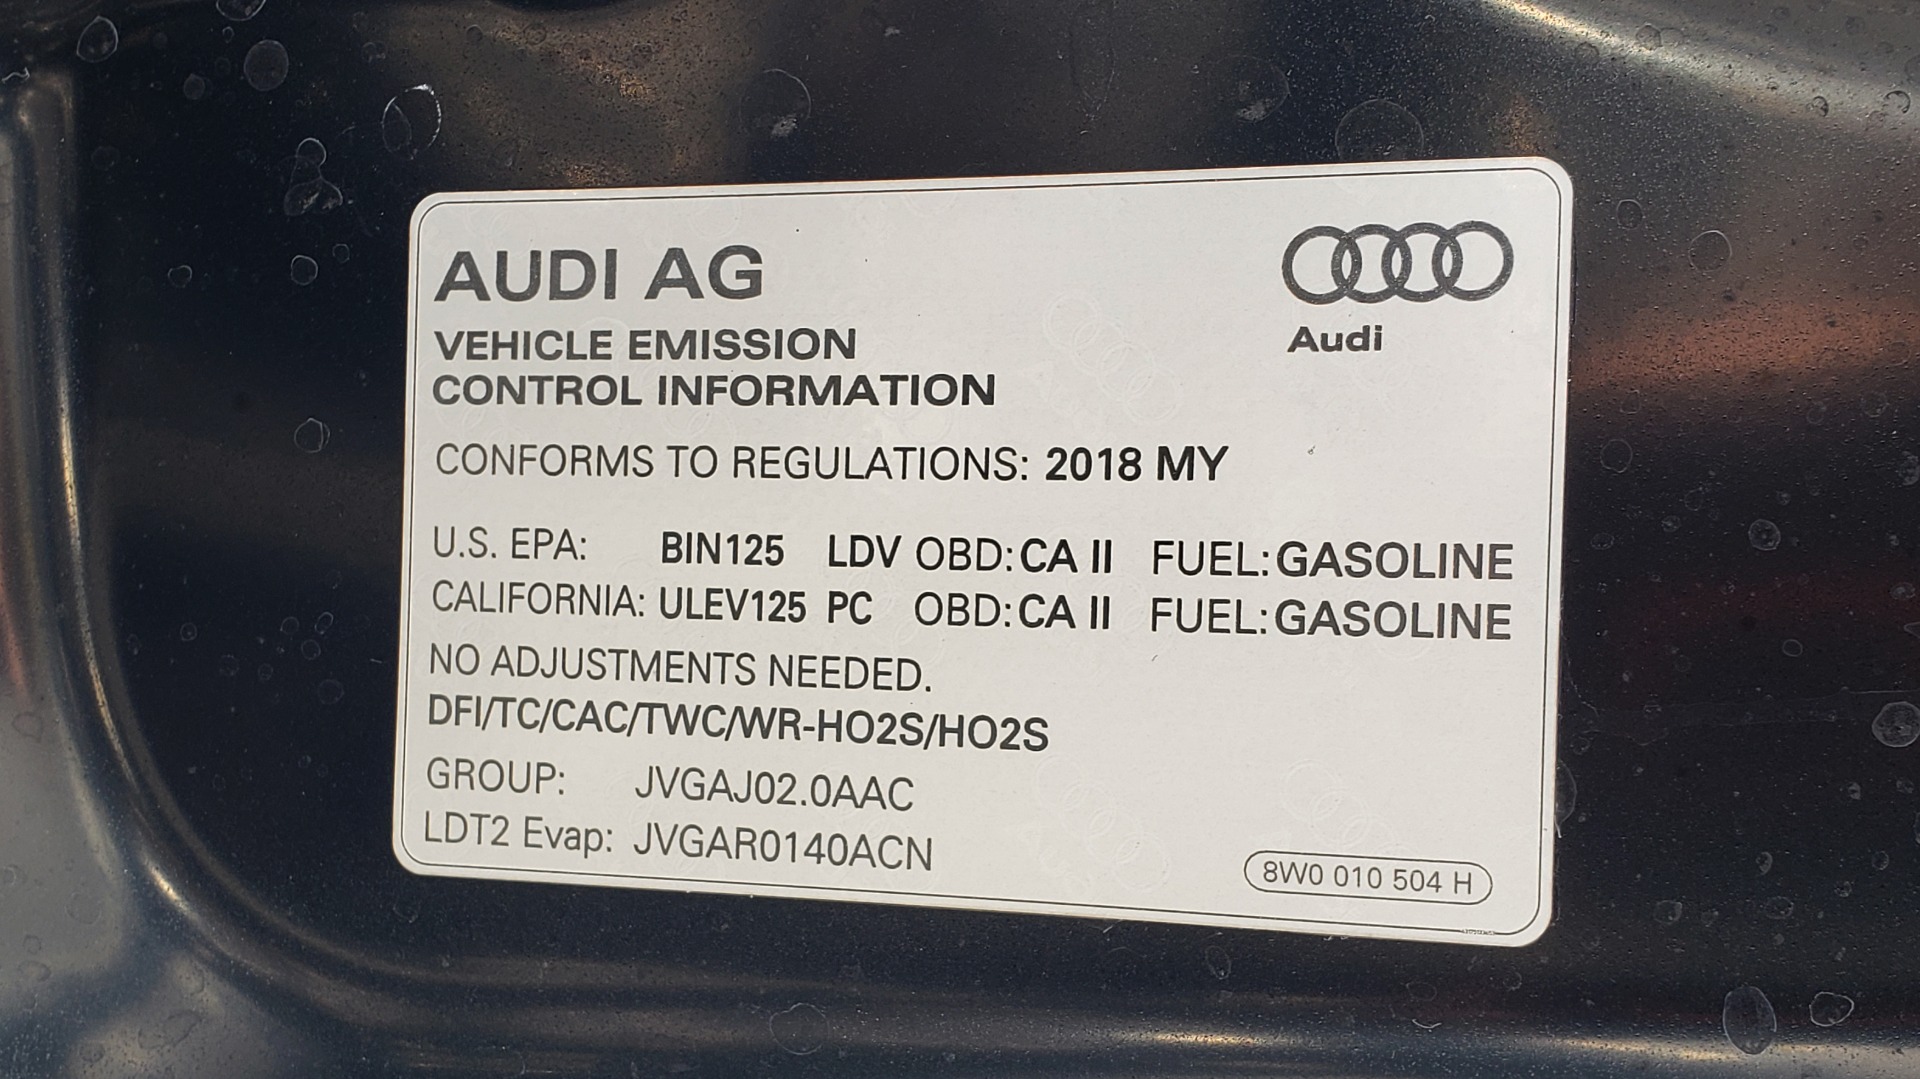 AUDI AG
Audi
VEHICLE EMISSION
CONTROL INFORMATION
CONFORMS TO REGULATIONS: 2018 MY
U.S. EPA: BIN125 LDV OBD: CA II FUEL: GASOLINE
CALIFORNIA: ULEV125 PC OBD: CA II FUEL: GASOLINE
NO ADJUSTMENTS NEEDED.
DFI/TC/CAC/TWC/WR-HO2S/HO2S
GROUP: JVGAJ02.0AAC
LDT2 Evap: JVGAR0140ACN
8W0 010 504 H